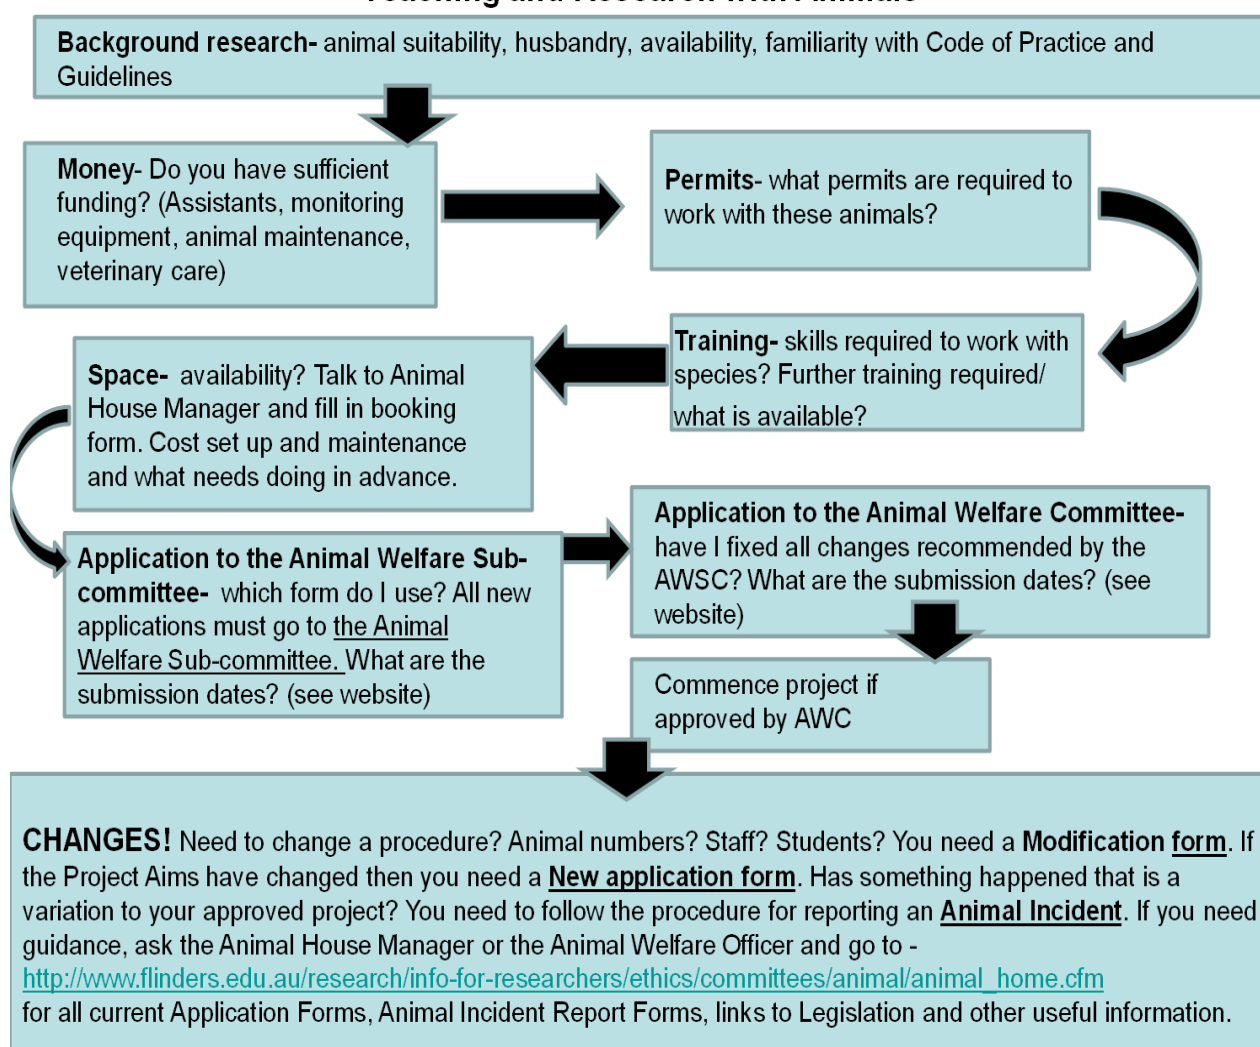 Teaching and Research with Animals
Background research- animal suitability, husbandry, availability, familiarity with Code of Practice and
Guidelines
Money- Do you have sufficient
funding? (Assistants, monitoring
equipment, animal maintenance,
veterinary care)
Permits- what permits are required to
work with these animals?
Training- skills required to work with
species? Further training required/
what is available?
Space- availability? Talk to Animal
House Manager and fill in booking
form. Cost set up and maintenance
and what needs doing in advance.
Application to the Animal Welfare Sub-
committee- which form do I use? All new
applications must go to the Animal
Welfare Sub-committee. What are the
submission dates? (see website)
Application to the Animal Welfare Committee-
have I fixed all changes recommended by the
AWSC? What are the submission dates? (see
website)
Commence project if
approved by AWC
CHANGES! Need to change a procedure? Animal numbers? Staff? Students? You need a Modification form. If
the Project Aims have changed then you need a New application form. Has something happened that is a
variation to your approved project? You need to follow the procedure for reporting an Animal Incident. If you need
guidance, ask the Animal House Manager or the Animal Welfare Officer and go to -
http://www.flinders.edu.au/research/info-for-researchers/ethics/committees/animal/animal_home.cfm
for all current Application Forms, Animal Incident Report Forms, links to Legislation and other useful information.